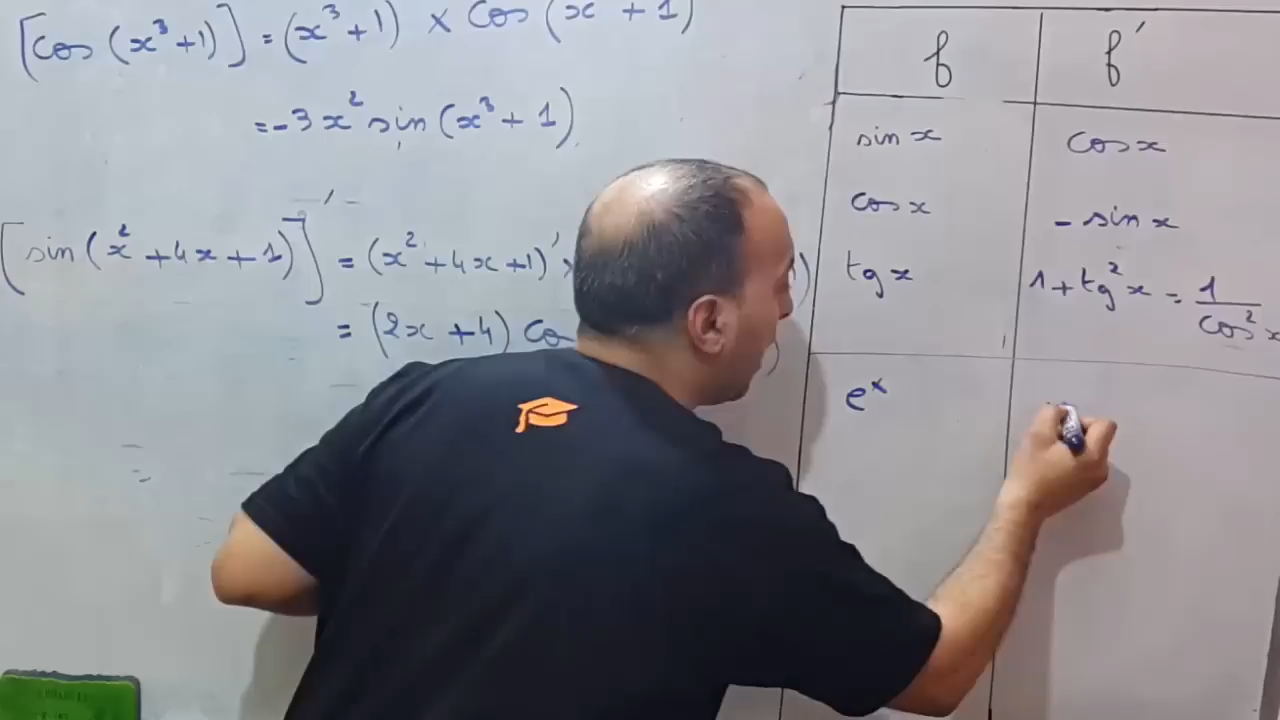 [cos (x³+1)] = (x³+1) × cos (x + 1)
= -3x² sin (x³ + 1)
[sin (x² + 4x + 1)]' = (x² + 4x + 1)'
= (2x + 4) co
f f'
sin x cos x
cos x - sin x
tg x 1 + tg² x = 1/cos² x
eˣ